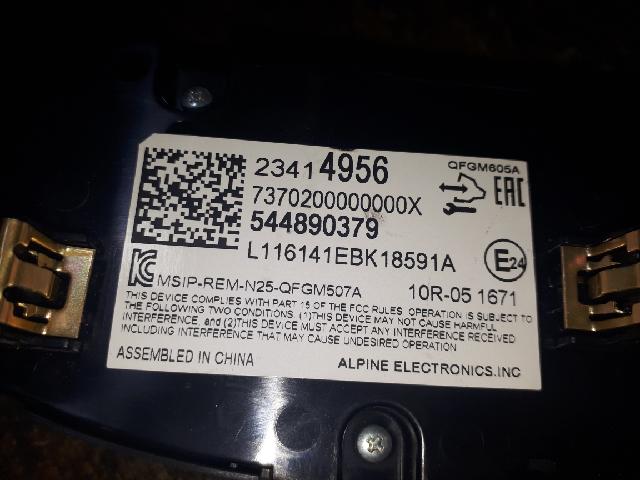 23414956
QFGM605A
7370200000000X
EAC
544890379
L116141EBK18591A
E24
KC MSIP-REM-N25-QFGM507A
10R-05 1671
THIS DEVICE COMPLIES WITH PART 15 OF THE FCC RULES. OPERATION IS SUBJECT TO
THE FOLLOWING TWO CONDITIONS. (1)THIS DEVICE MAY NOT CAUSE HARMFUL
INTERFERENCE, and (2)THIS DEVICE MUST ACCEPT ANY INTERFERENCE RECEIVED
INCLUDING INTERFERENCE THAT MAY CAUSE UNDESIRED OPERATION
ASSEMBLED IN CHINA
ALPINE ELECTRONICS.INC